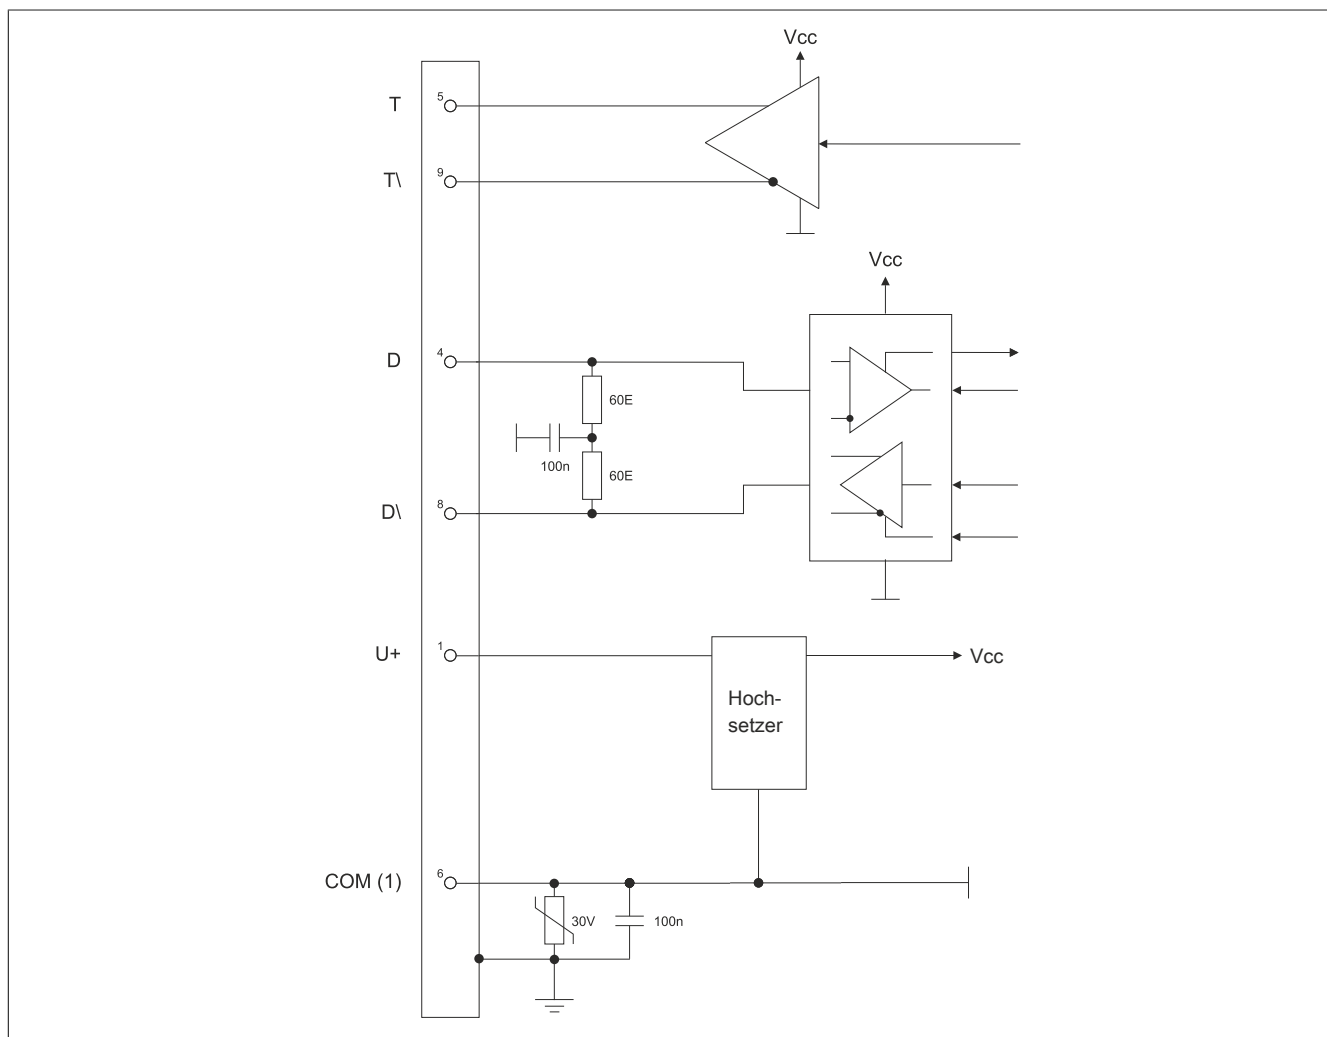 Vcc
T 5
T\ 9
Vcc
D 4
60E
100n
60E
D\ 8
U+ 1
Vcc
Hoch-
setzer
COM (1) 6
30V 100n